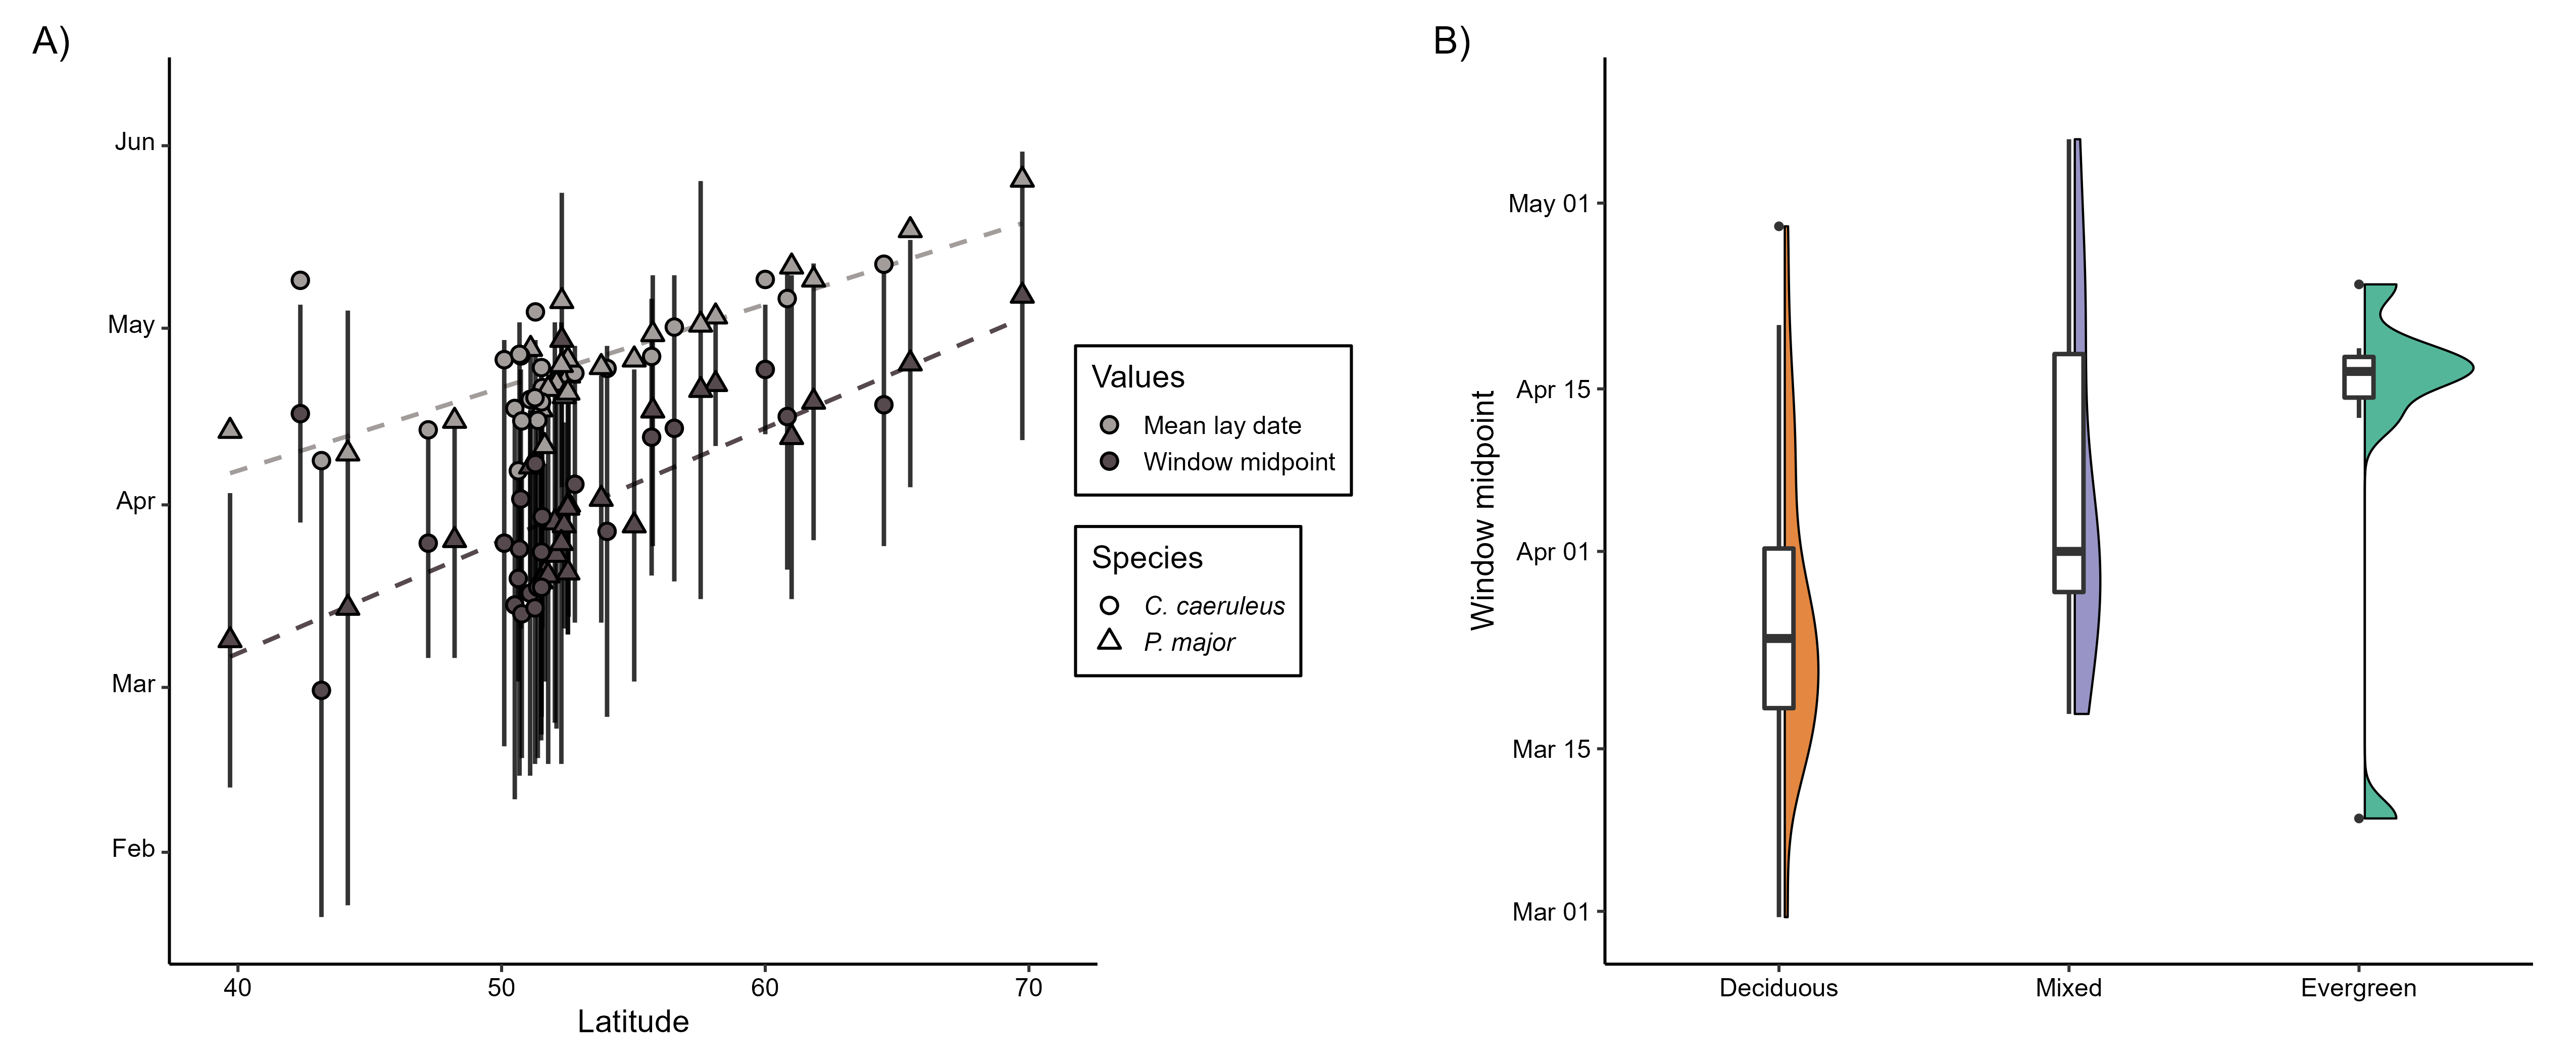 A)
Jun
May
Apr
Mar
Feb
40
50
60
70
Latitude
Values
Mean lay date
Window midpoint
Species
C. caeruleus
P. major
B)
Window midpoint
May 01
Apr 15
Apr 01
Mar 15
Mar 01
Deciduous
Mixed
Evergreen